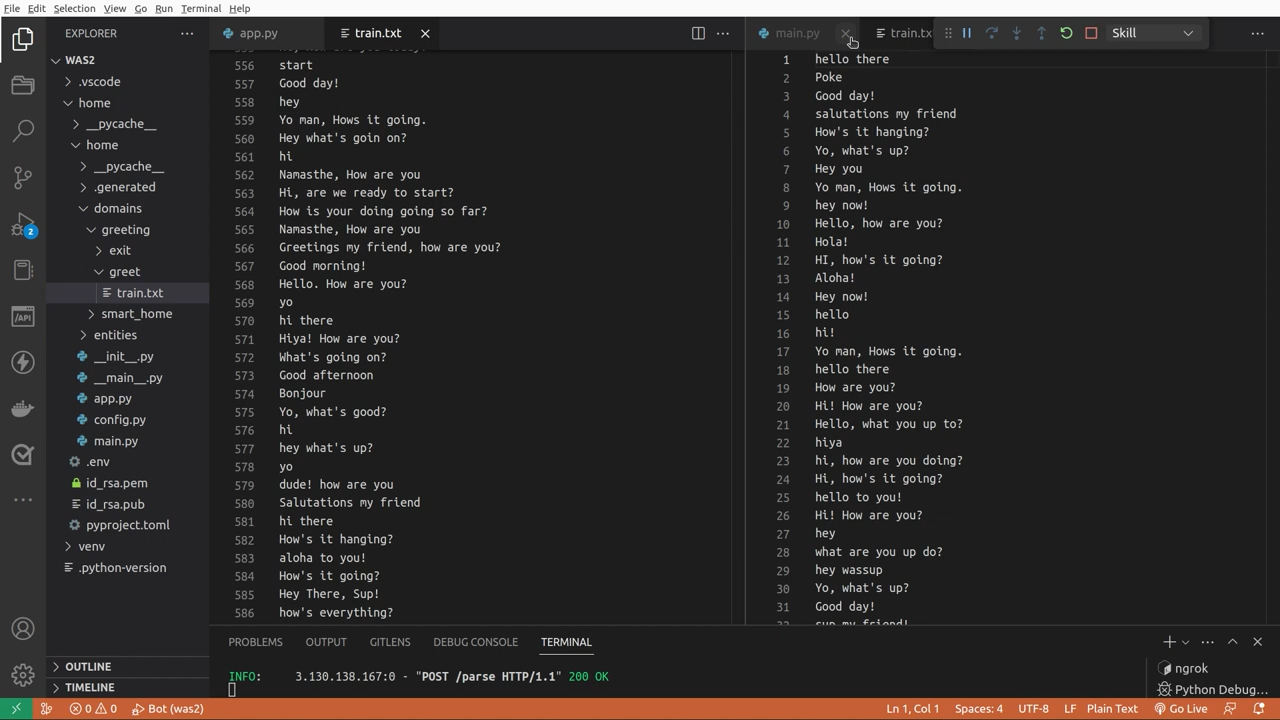 File Edit Selection View Go Run Terminal Help
EXPLORER
WAS2
.vscode
home
__pycache__
home
__pycache__
.generated
domains
greeting
exit
greet
train.txt
smart_home
entities
__init__.py
__main__.py
app.py
config.py
main.py
.env
id_rsa.pem
id_rsa.pub
pyproject.toml
venv
.python-version
OUTLINE
TIMELINE
2
/API
app.py
train.txt
556 start
557 Good day!
558 hey
559 Yo man, Hows it going.
560 Hey what's goin on?
561 hi
562 Namasthe, How are you
563 Hi, are we ready to start?
564 How is your doing going so far?
565 Namasthe, How are you
566 Greetings my friend, how are you?
567 Good morning!
568 Hello. How are you?
569 yo
570 hi there
571 Hiya! How are you?
572 What's going on?
573 Good afternoon
574 Bonjour
575 Yo, what's good?
576 hi
577 hey what's up?
578 yo
579 dude! how are you
580 Salutations my friend
581 hi there
582 How's it hanging?
583 aloha to you!
584 How's it going?
585 Hey There, Sup!
586 how's everything?
main.py
train.tx
Skill
1 hello there
2 Poke
3 Good day!
4 salutations my friend
5 How's it hanging?
6 Yo, what's up?
7 Hey you
8 Yo man, Hows it going.
9 hey now!
10 Hello, how are you?
11 Hola!
12 HI, how's it going?
13 Aloha!
14 Hey now!
15 hello
16 hi!
17 Yo man, Hows it going.
18 hello there
19 How are you?
20 Hi! How are you?
21 Hello, what you up to?
22 hiya
23 hi, how are you doing?
24 Hi, how's it going?
25 hello to you!
26 Hi! How are you?
27 hey
28 what are you up do?
29 hey wassup
30 Yo, what's up?
31 Good day!
32 sup my friend!
PROBLEMS OUTPUT GITLENS DEBUG CONSOLE TERMINAL
INFO: 3.130.138.167:0 - "POST /parse HTTP/1.1" 200 OK
ngrok
Python Debug...
0 0 Bot (was2)
Ln 1, Col 1 Spaces: 4 UTF-8 LF Plain Text Go Live